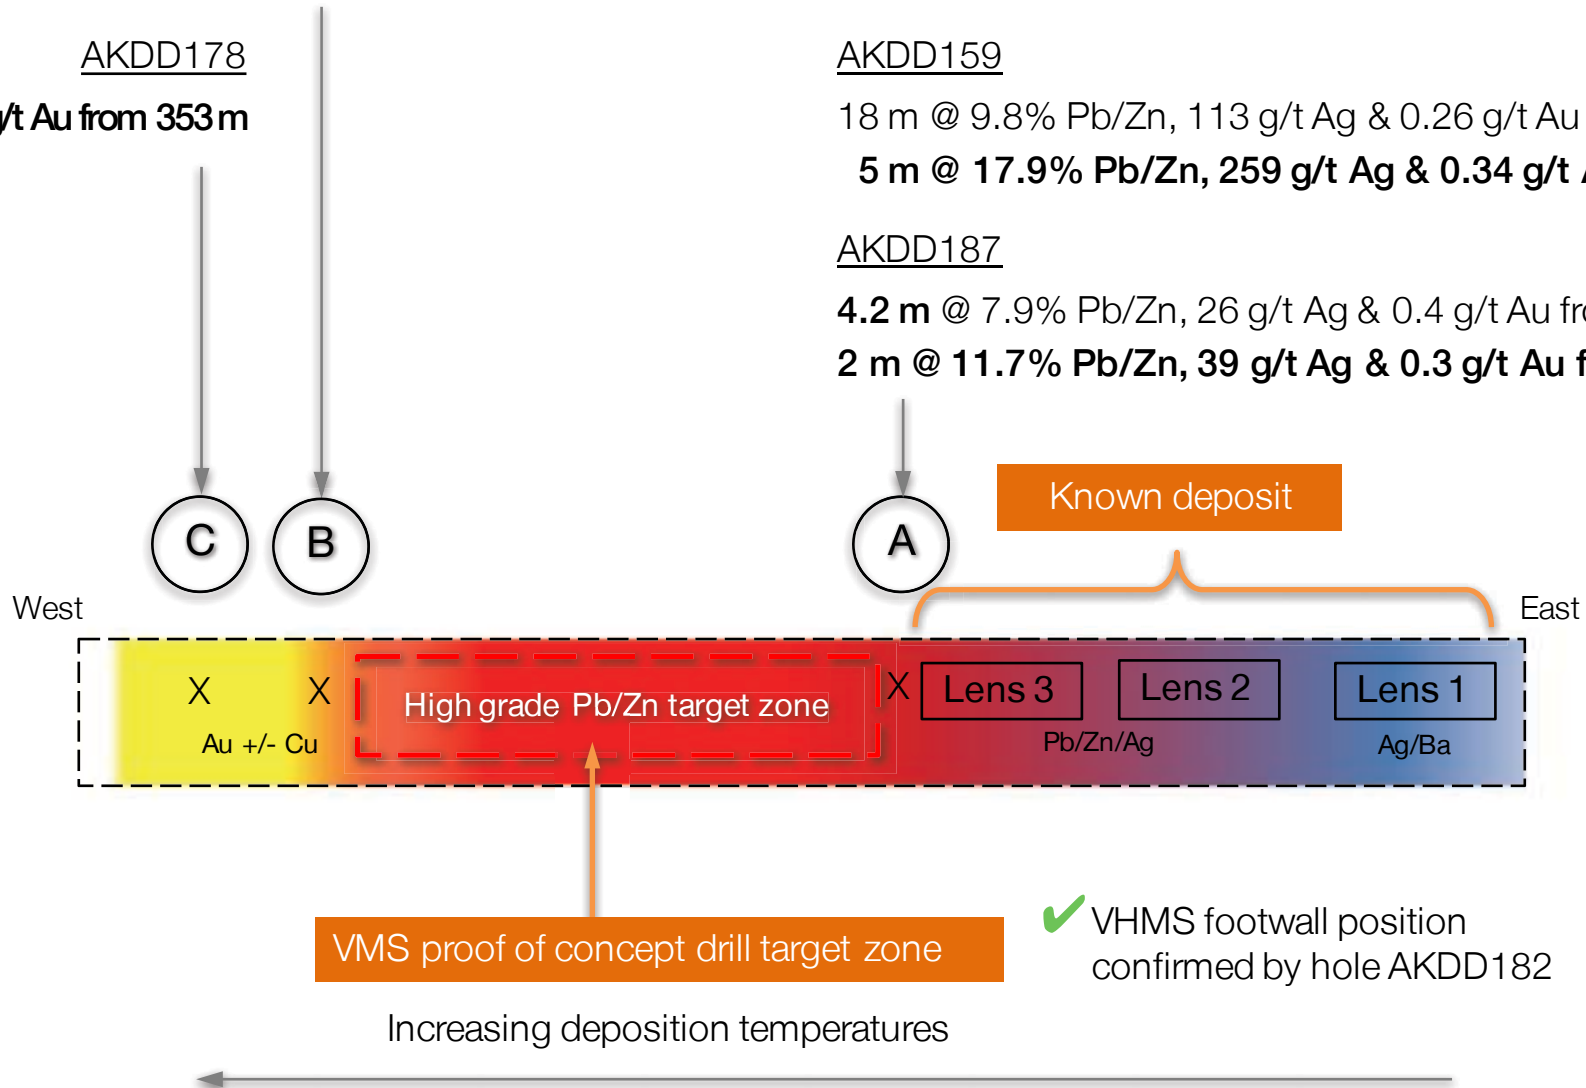 AKDD178
g/t Au from 353 m
AKDD159
18 m @ 9.8% Pb/Zn, 113 g/t Ag & 0.26 g/t Au
5 m @ 17.9% Pb/Zn, 259 g/t Ag & 0.34 g/t
AKDD187
4.2 m @ 7.9% Pb/Zn, 26 g/t Ag & 0.4 g/t Au
2 m @ 11.7% Pb/Zn, 39 g/t Ag & 0.3 g/t Au
Known deposit
C
B
A
West
East
X
X
High grade Pb/Zn target zone
X
Lens 3
Lens 2
Lens 1
Au +/- Cu
Pb/Zn/Ag
Ag/Ba
VMS proof of concept drill target zone
✔ VHMS footwall position
confirmed by hole AKDD182
Increasing deposition temperatures